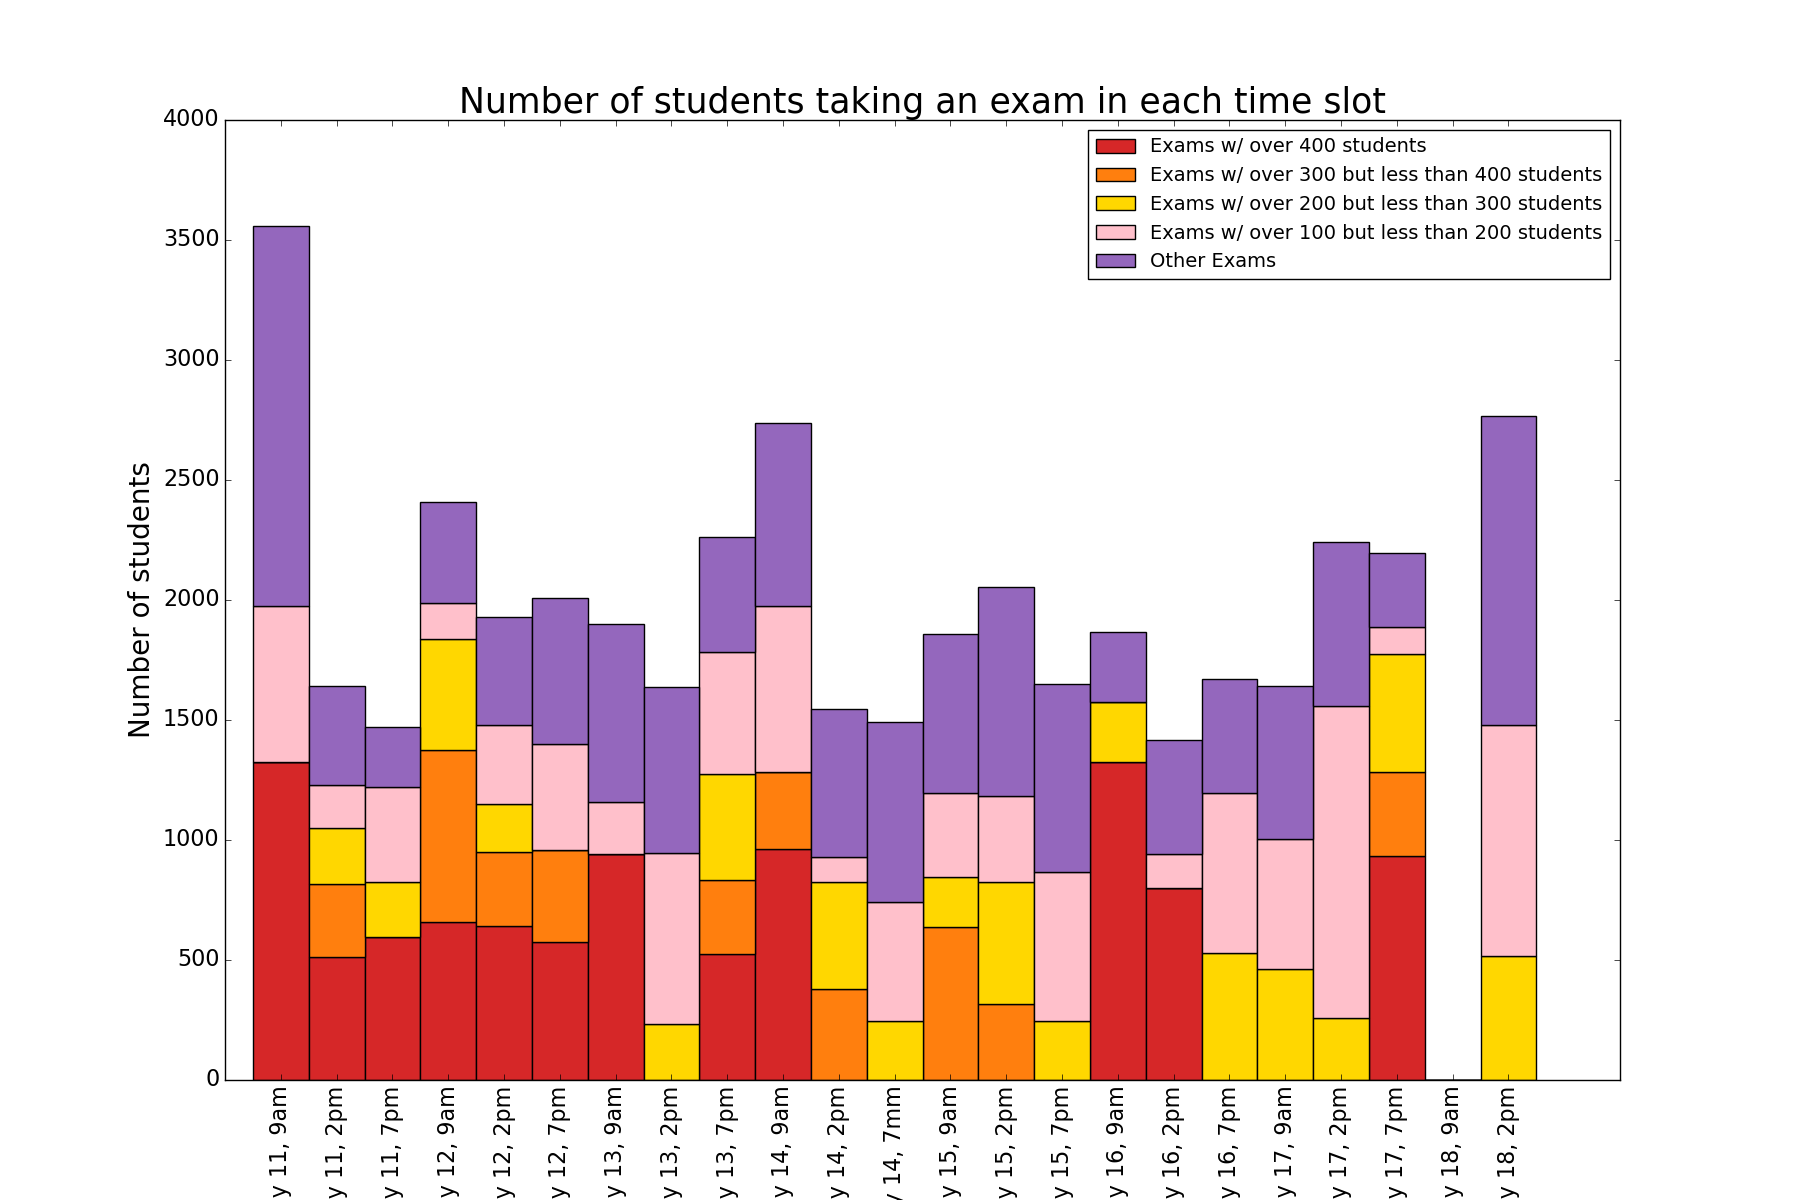 Number of students taking an exam in each time slot
4000
3500
3000
2500
2000
1500
1000
500
0
Number of students
Exams w/ over 400 students
Exams w/ over 300 but less than 400 students
Exams w/ over 200 but less than 300 students
Exams w/ over 100 but less than 200 students
Other Exams
y 11, 9am
y 11, 2pm
y 11, 7pm
y 12, 9am
y 12, 2pm
y 12, 7pm
y 13, 9am
y 13, 2pm
y 13, 7pm
y 14, 9am
y 14, 2pm
y 14, 7mm
y 15, 9am
y 15, 2pm
y 15, 7pm
y 16, 9am
y 16, 2pm
y 16, 7pm
y 17, 9am
y 17, 2pm
y 17, 7pm
y 18, 9am
y 18, 2pm